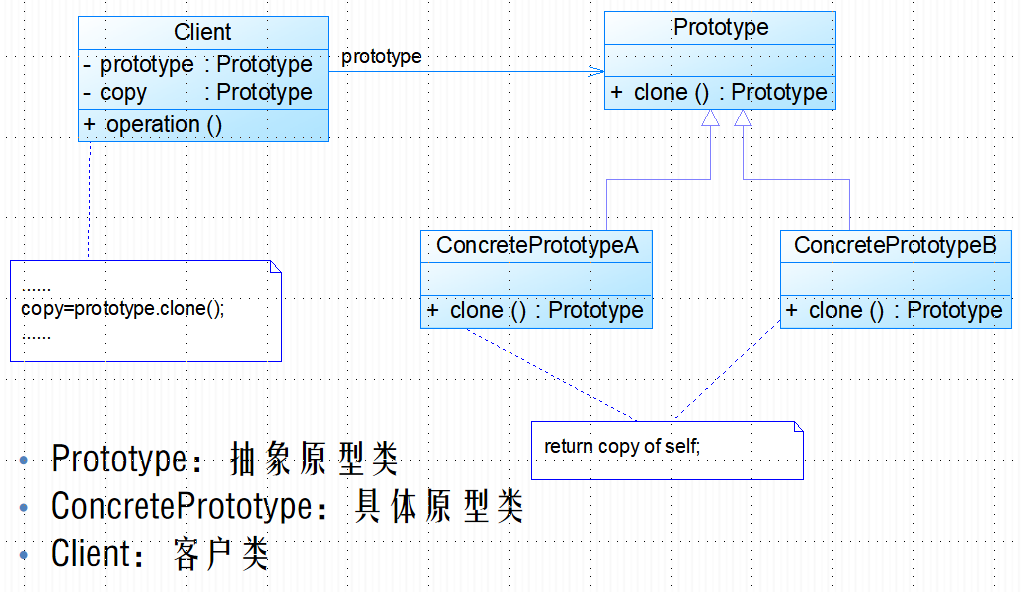 Client
- prototype : Prototype
- copy : Prototype
+ operation ()
prototype
Prototype
+ clone () : Prototype
ConcretePrototypeA
+ clone () : Prototype
ConcretePrototypeB
+ clone () : Prototype
......
copy=prototype.clone();
......
return copy of self;
• Prototype：抽象原型类
• ConcretePrototype：具体原型类
• Client：客户类